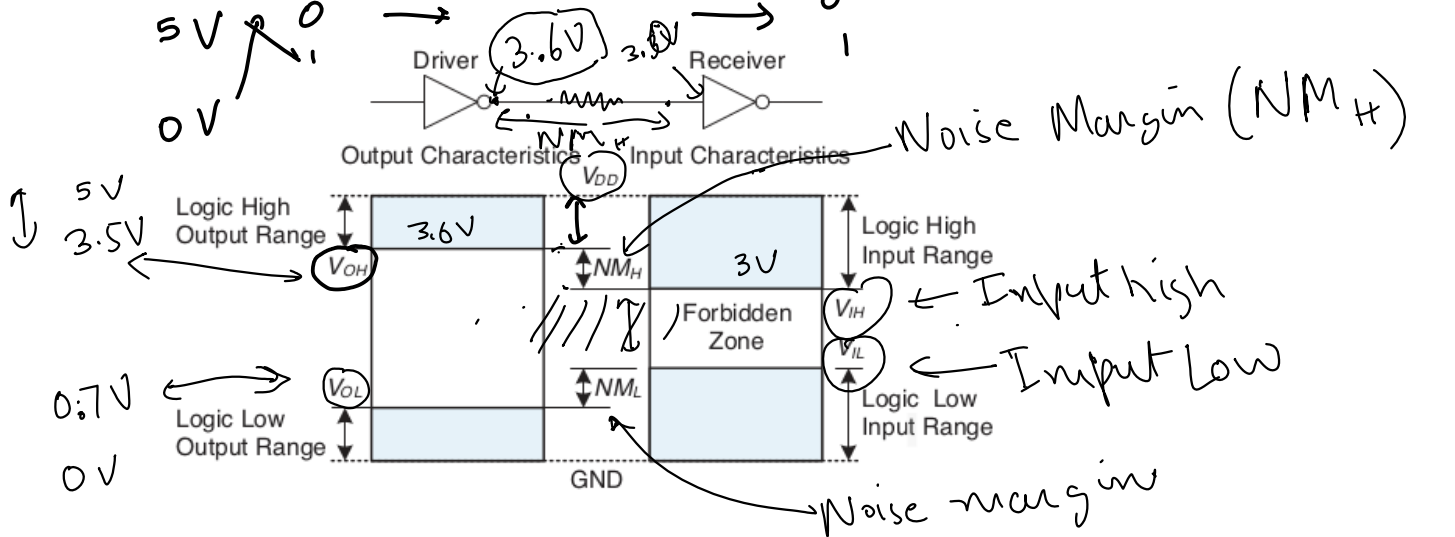 5V 0
1
0V
0
1
3.6V
Driver
Receiver
NMH
Noise Margin (NMH)
Output Characteristics
Input Characteristics
VDD
5V
3.5V
Logic High
Output Range
3.6V
VOH
NMH
3V
Logic High
Input Range
VIH
Input high
Forbidden
Zone
VIL
Input Low
0.7V
VOL
NML
Logic Low
Output Range
Logic Low
Input Range
0V
GND
Noise margin